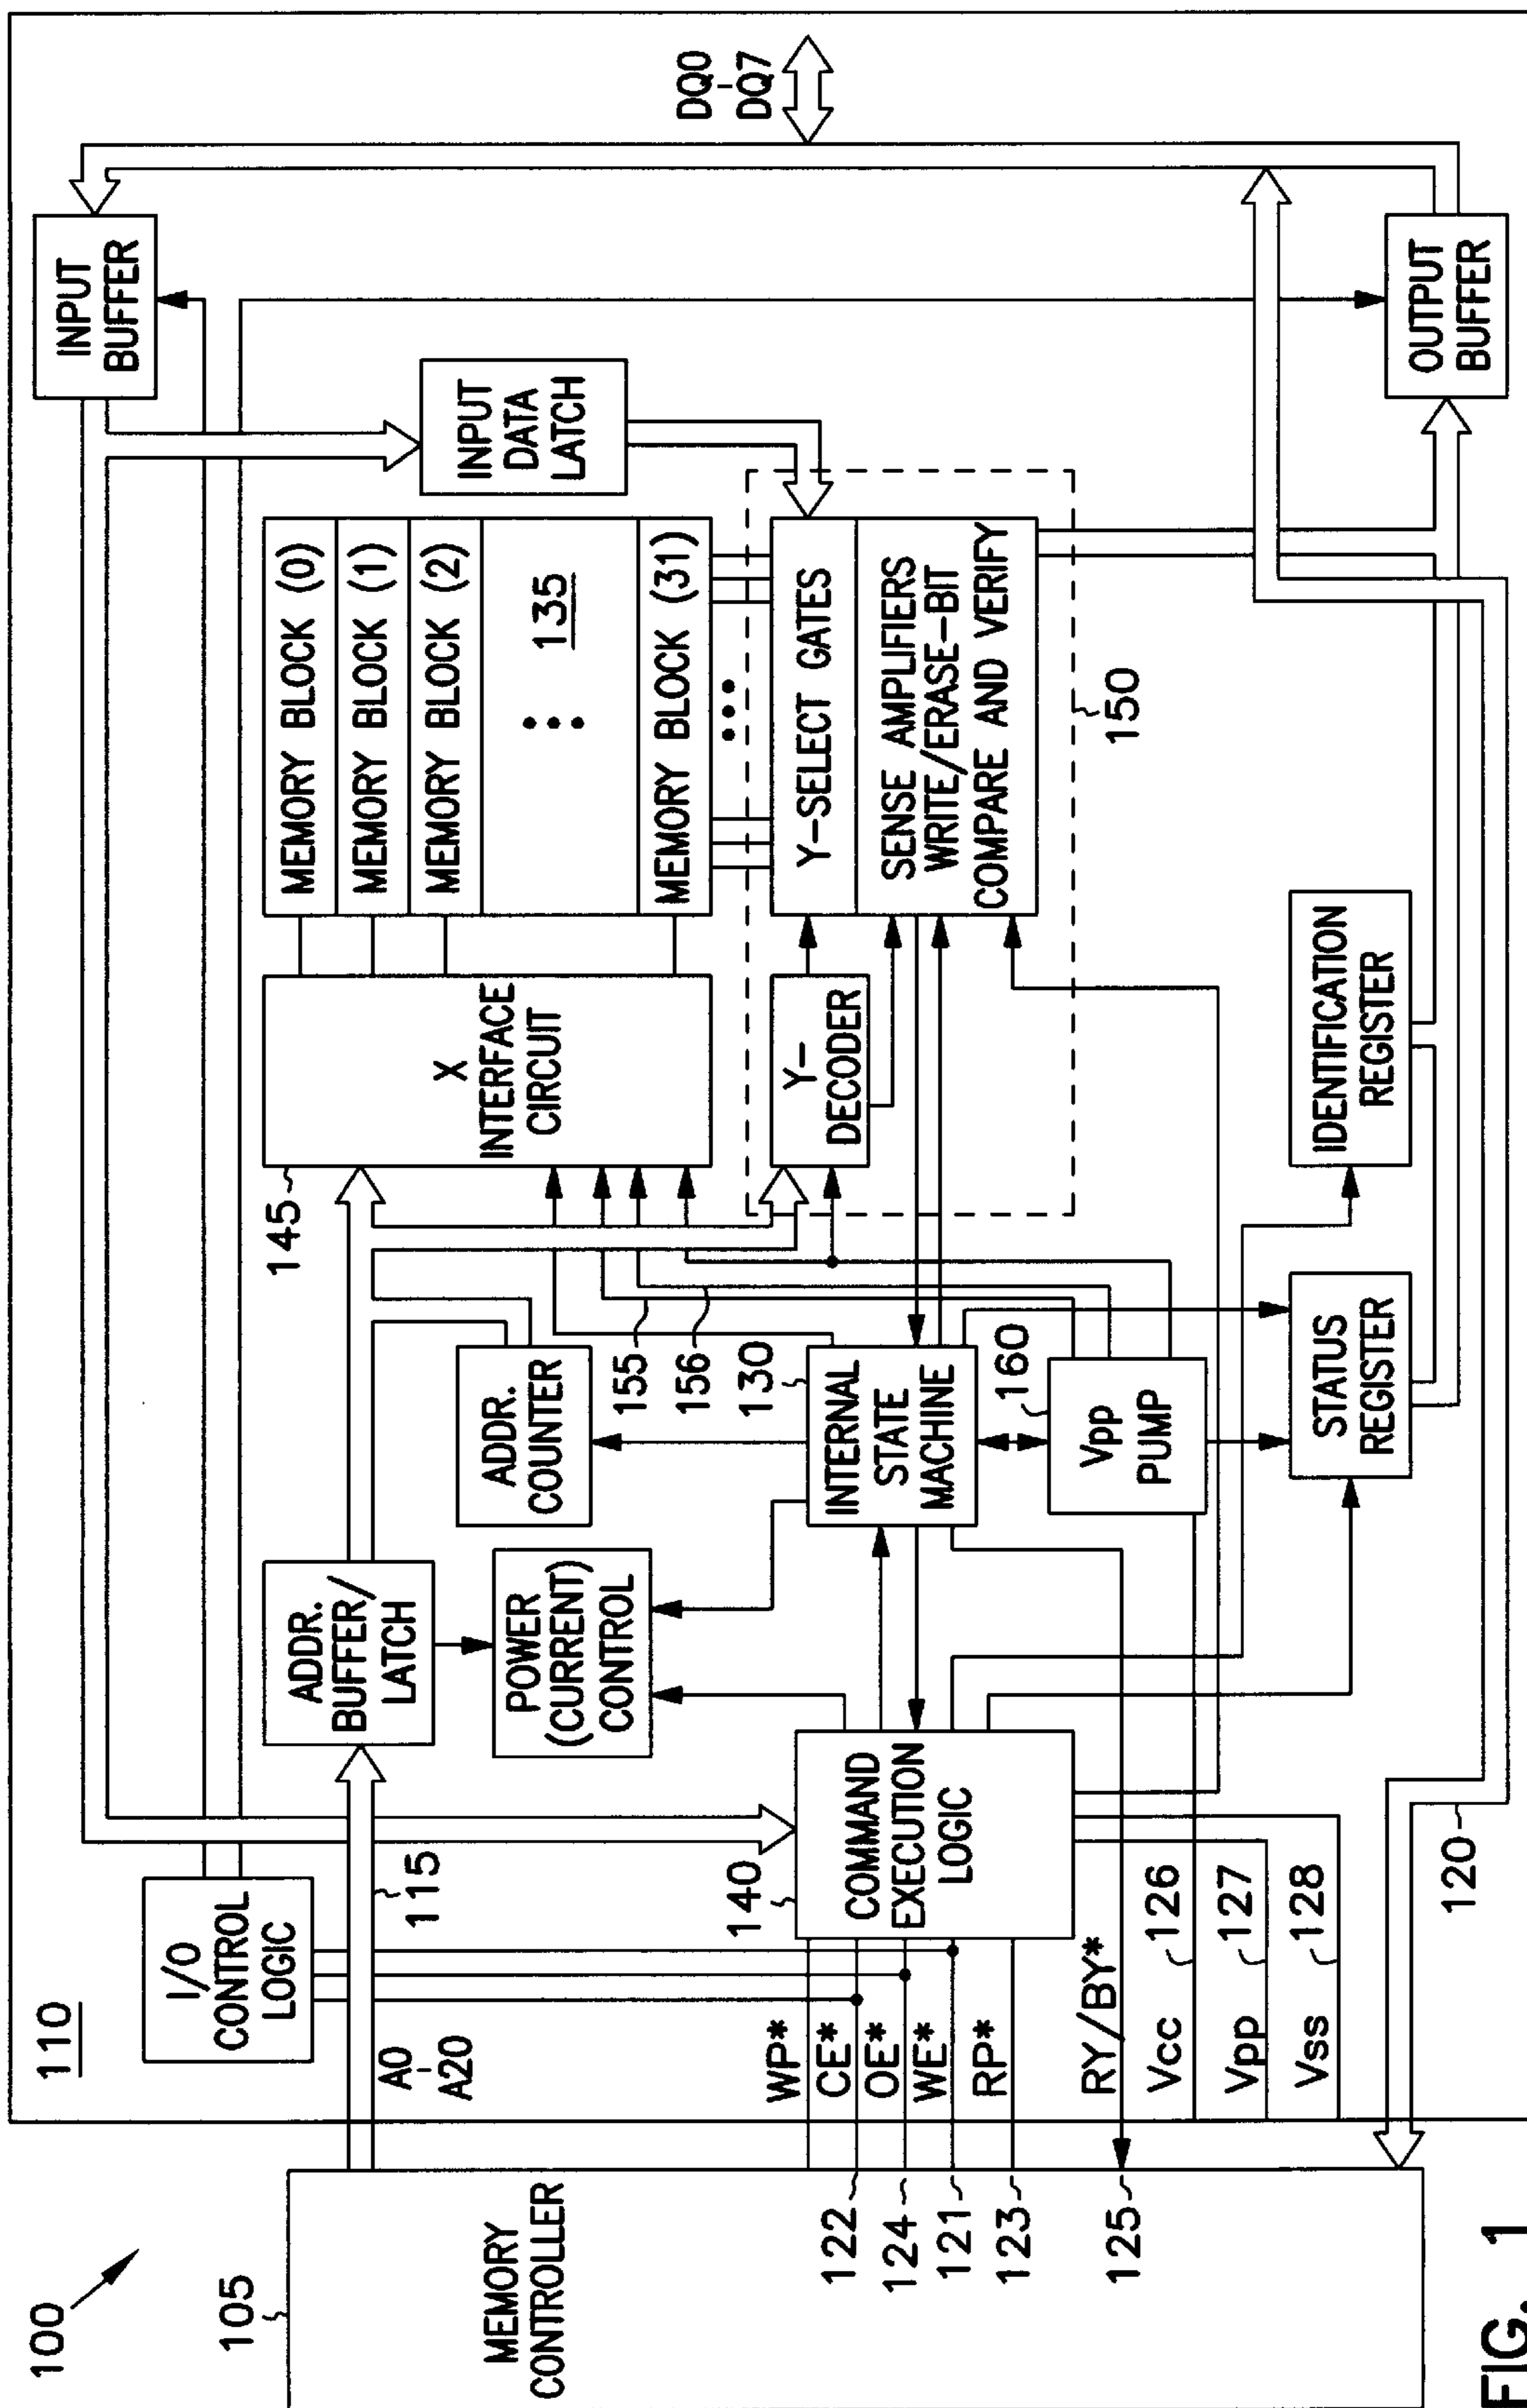 100
105
MEMORY
CONTROLLER
110
I/O
CONTROL
LOGIC
A0
-
A20
115
WP*
CE*
OE*
WE*
RP*
122
124
121
123
RY/BY*
125
Vcc
126
Vpp
127
Vss
128
120
140
COMMAND
EXECUTION
LOGIC
ADDR.
BUFFER/
LATCH
POWER
(CURRENT)
CONTROL
ADDR.
COUNTER
155
156
130
INTERNAL
STATE
MACHINE
160
Vpp
PUMP
STATUS
REGISTER
IDENTIFICATION
REGISTER
145
X
INTERFACE
CIRCUIT
Y-
DECODER
MEMORY BLOCK (0)
MEMORY BLOCK (1)
MEMORY BLOCK (2)
135
MEMORY BLOCK (31)
Y-SELECT GATES
SENSE AMPLIFIERS
WRITE/ERASE-BIT
COMPARE AND VERIFY
150
INPUT
DATA
LATCH
INPUT
BUFFER
OUTPUT
BUFFER
DQ0
-
DQ7
FIG. 1